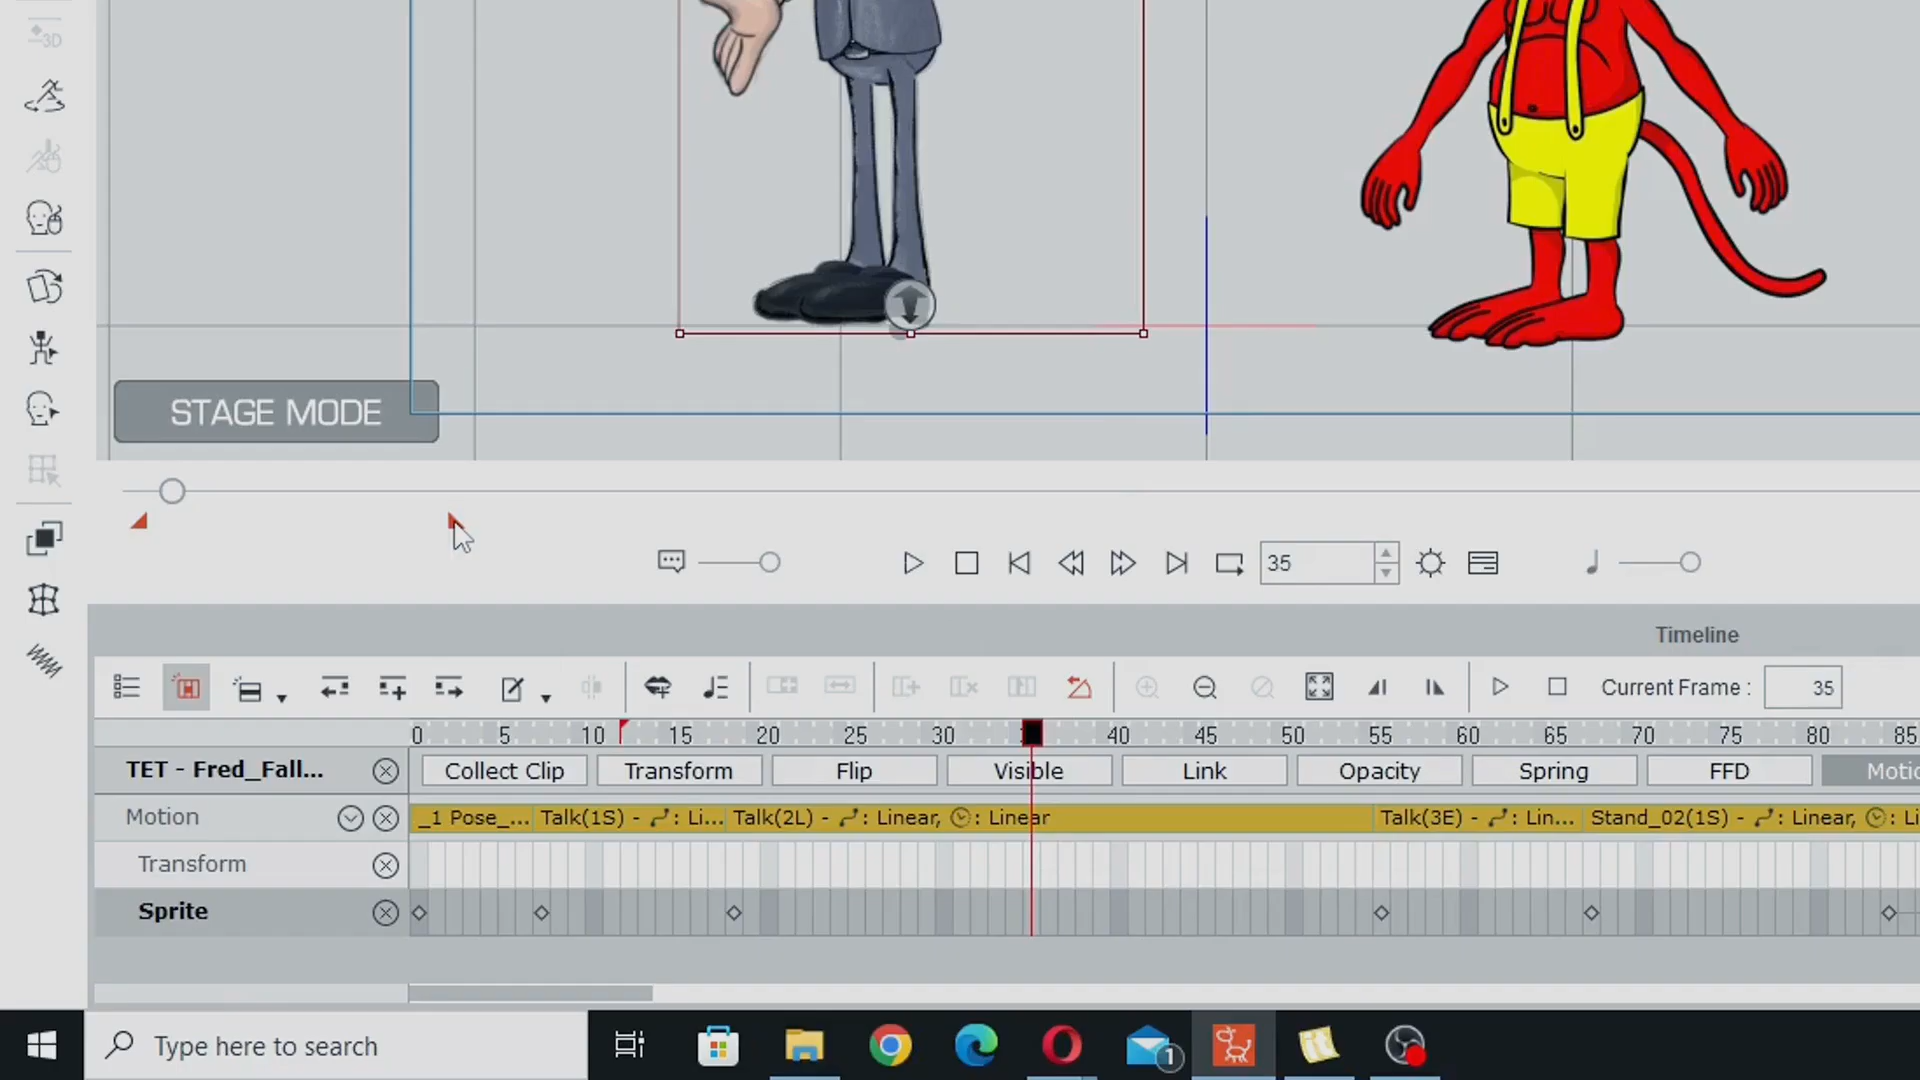 3D
STAGE MODE
35
Timeline
Current Frame : 35
0 5 10 15 20 25 30 40 45 50 55 60 65 70 75 80 85
TET - Fred_Fall... Collect Clip Transform Flip Visible Link Opacity Spring FFD Motio
Motion _1 Pose_... Talk(1S) - : Li... Talk(2L) - : Linear, : Linear Talk(3E) - : Lin... Stand_02(1S) - : Linear, : Li
Transform
Sprite
Type here to search
1